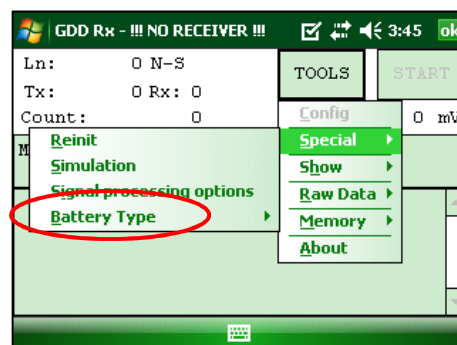 GDD Rx - !!! NO RECEIVER !!! 3:45 ok
Ln: 0 N-S
TOOLS START
Tx: 0 Rx: 0
Count: 0 0 mV
Config
M
Reinit Special
Simulation Show
Signal processing options Raw Data
Battery Type Memory
About